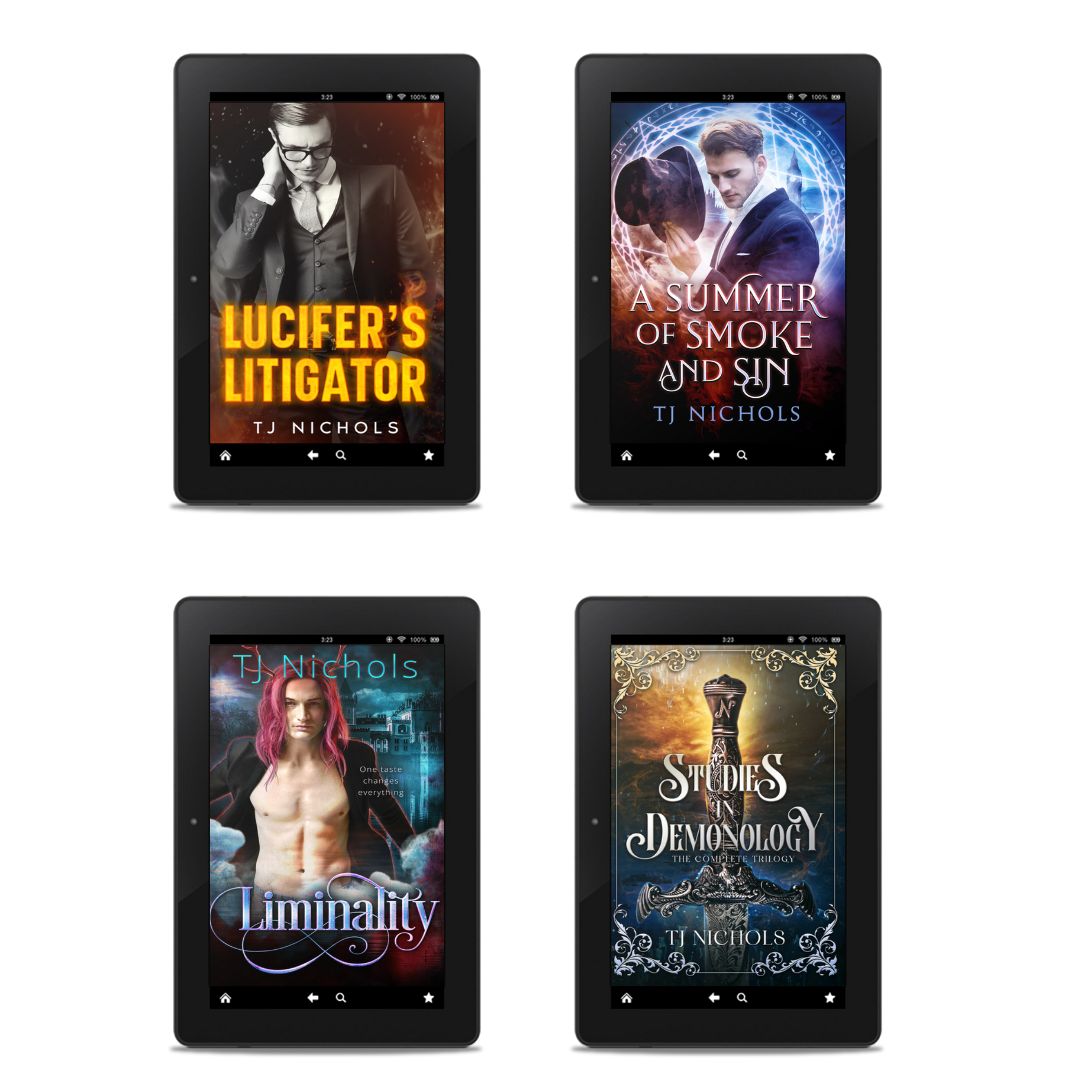 3:23 100%
LUCIFER'S
LITIGATOR
TJ NICHOLS
3:23 100%
A SUMMER
OF SMOKE
AND SIN
TJ NICHOLS
3:23 100%
TJ Nichols
One taste
changes
everything
Liminality
3:23 100%
N
STUDIES
IN
DEMONOLOGY
THE COMPLETE TRILOGY
TJ NICHOLS